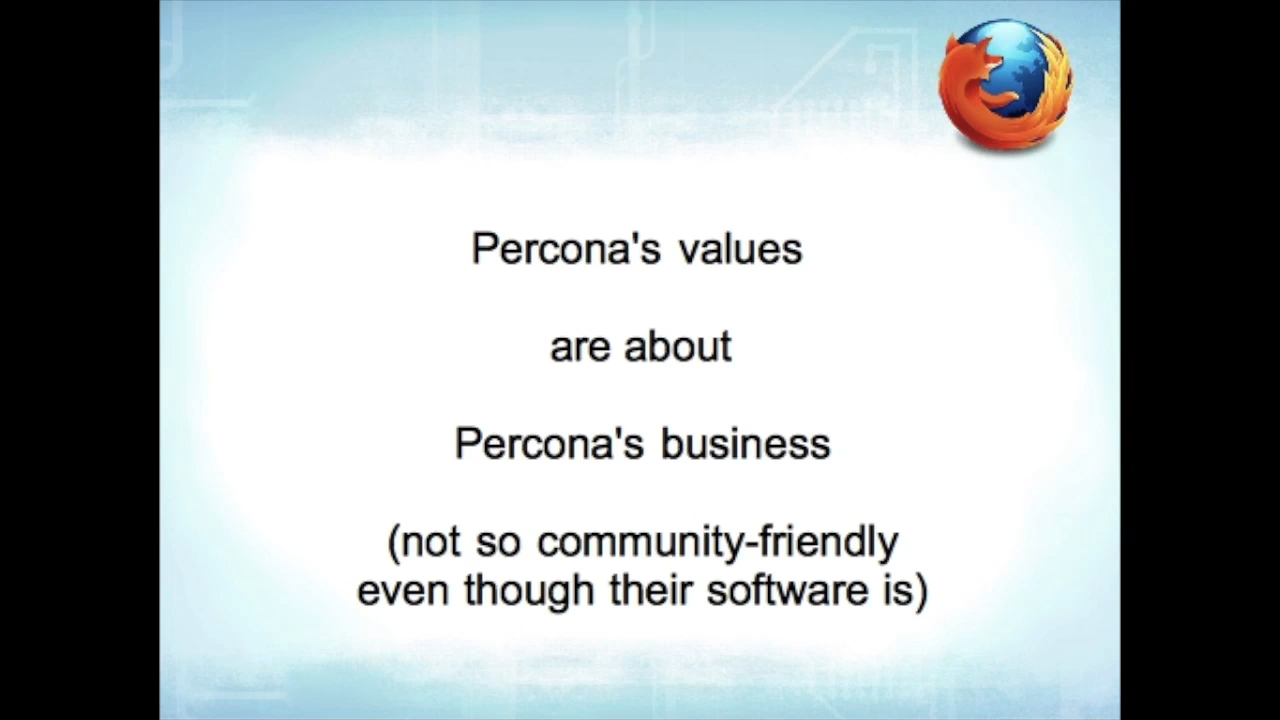 Percona's values
are about
Percona's business
(not so community-friendly
even though their software is)